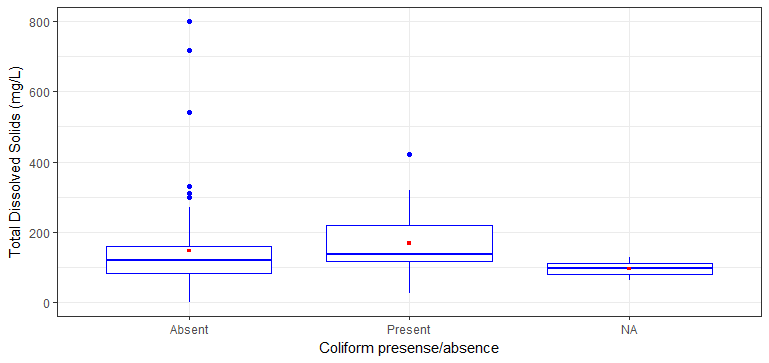 800
600
400
200
0
Total Dissolved Solids (mg/L)
Absent
Present
NA
Coliform presense/absence